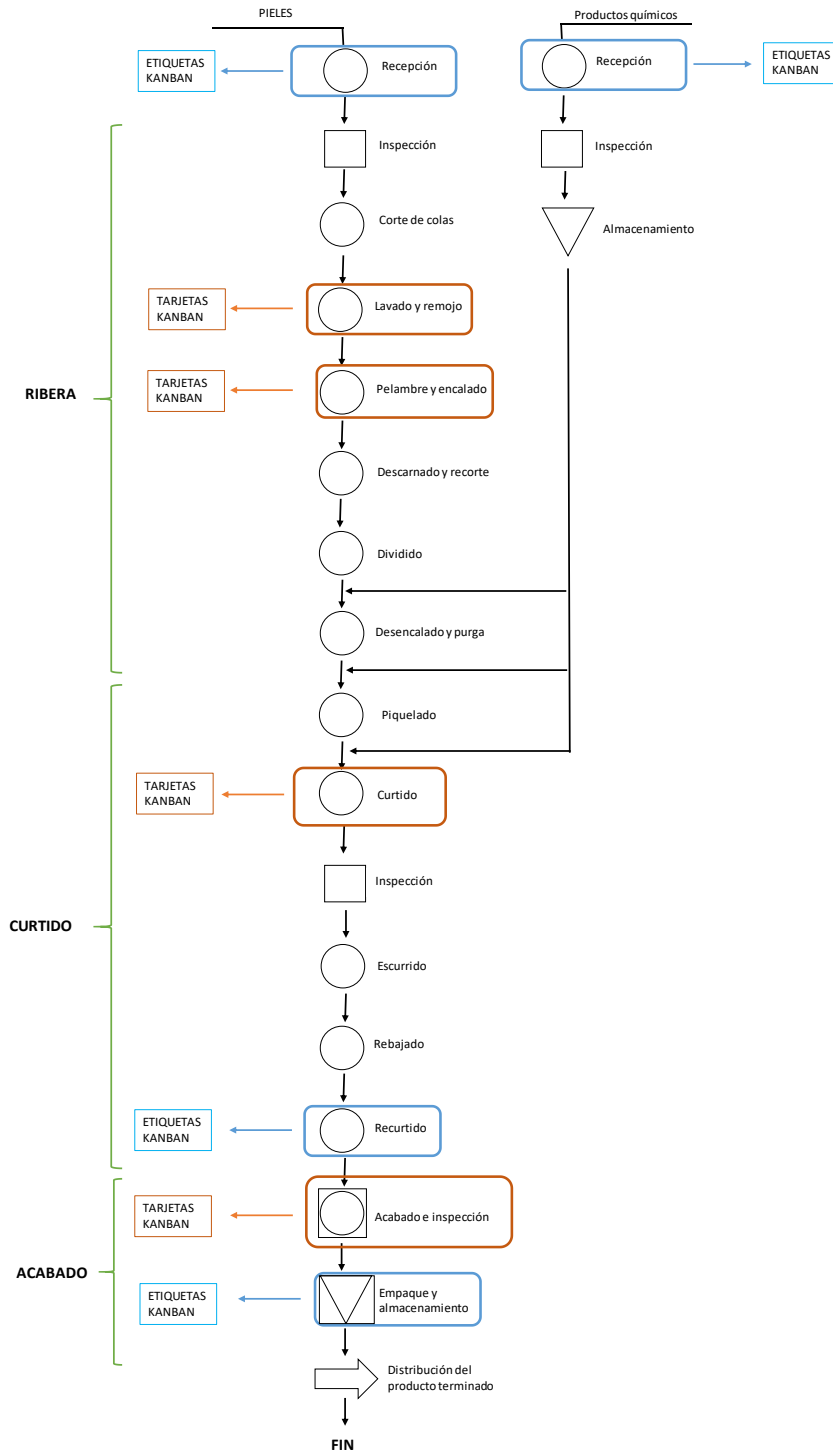 PIELES
Productos químicos
ETIQUETAS
KANBAN
Recepción
Recepción
ETIQUETAS
KANBAN
Inspección
Inspección
Corte de colas
Almacenamiento
TARJETAS
KANBAN
Lavado y remojo
TARJETAS
KANBAN
Pelambre y encalado
RIBERA
Descarnado y recorte
Dividido
Desencalado y purga
Piquelado
TARJETAS
KANBAN
Curtido
Inspección
CURTIDO
Escurrido
Rebajado
ETIQUETAS
KANBAN
Recurtido
TARJETAS
KANBAN
Acabado e inspección
ACABADO
ETIQUETAS
KANBAN
Empaque y
almacenamiento
Distribución del
producto terminado
FIN